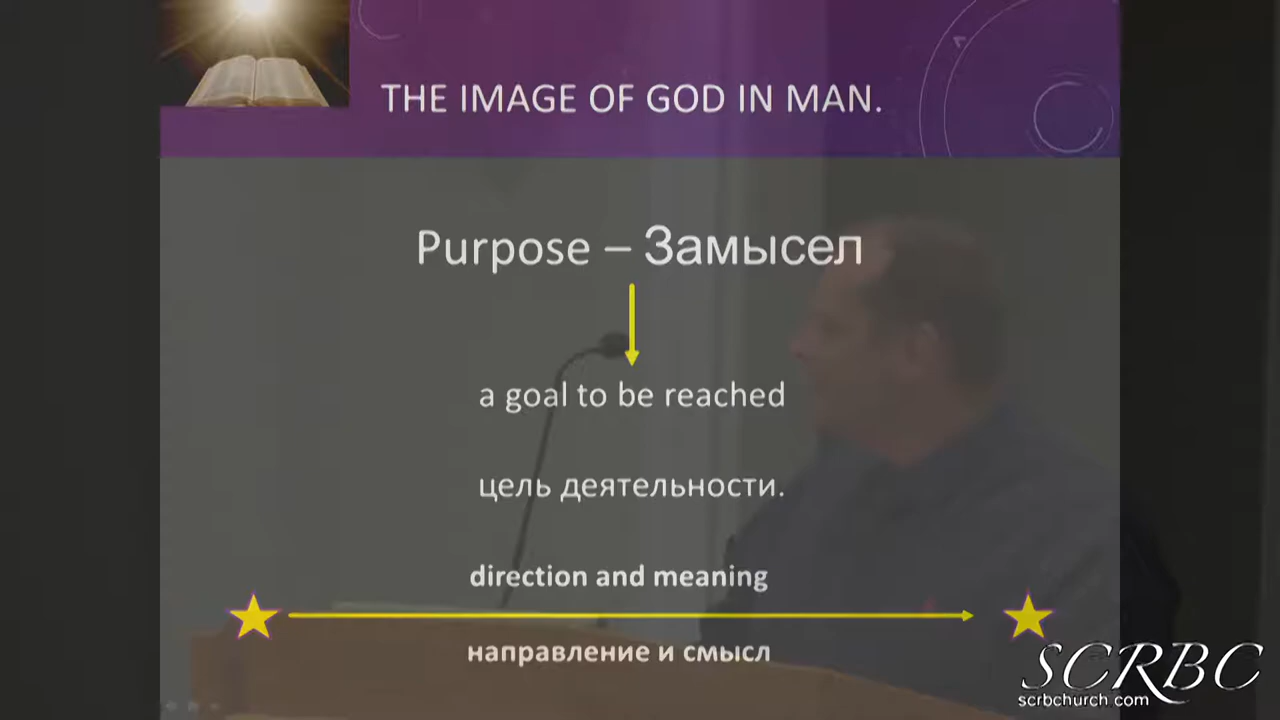 THE IMAGE OF GOD IN MAN.
Purpose – Замысел
a goal to be reached
цель деятельности.
direction and meaning
направление и смысл
SCRBC
scrbchurch.com